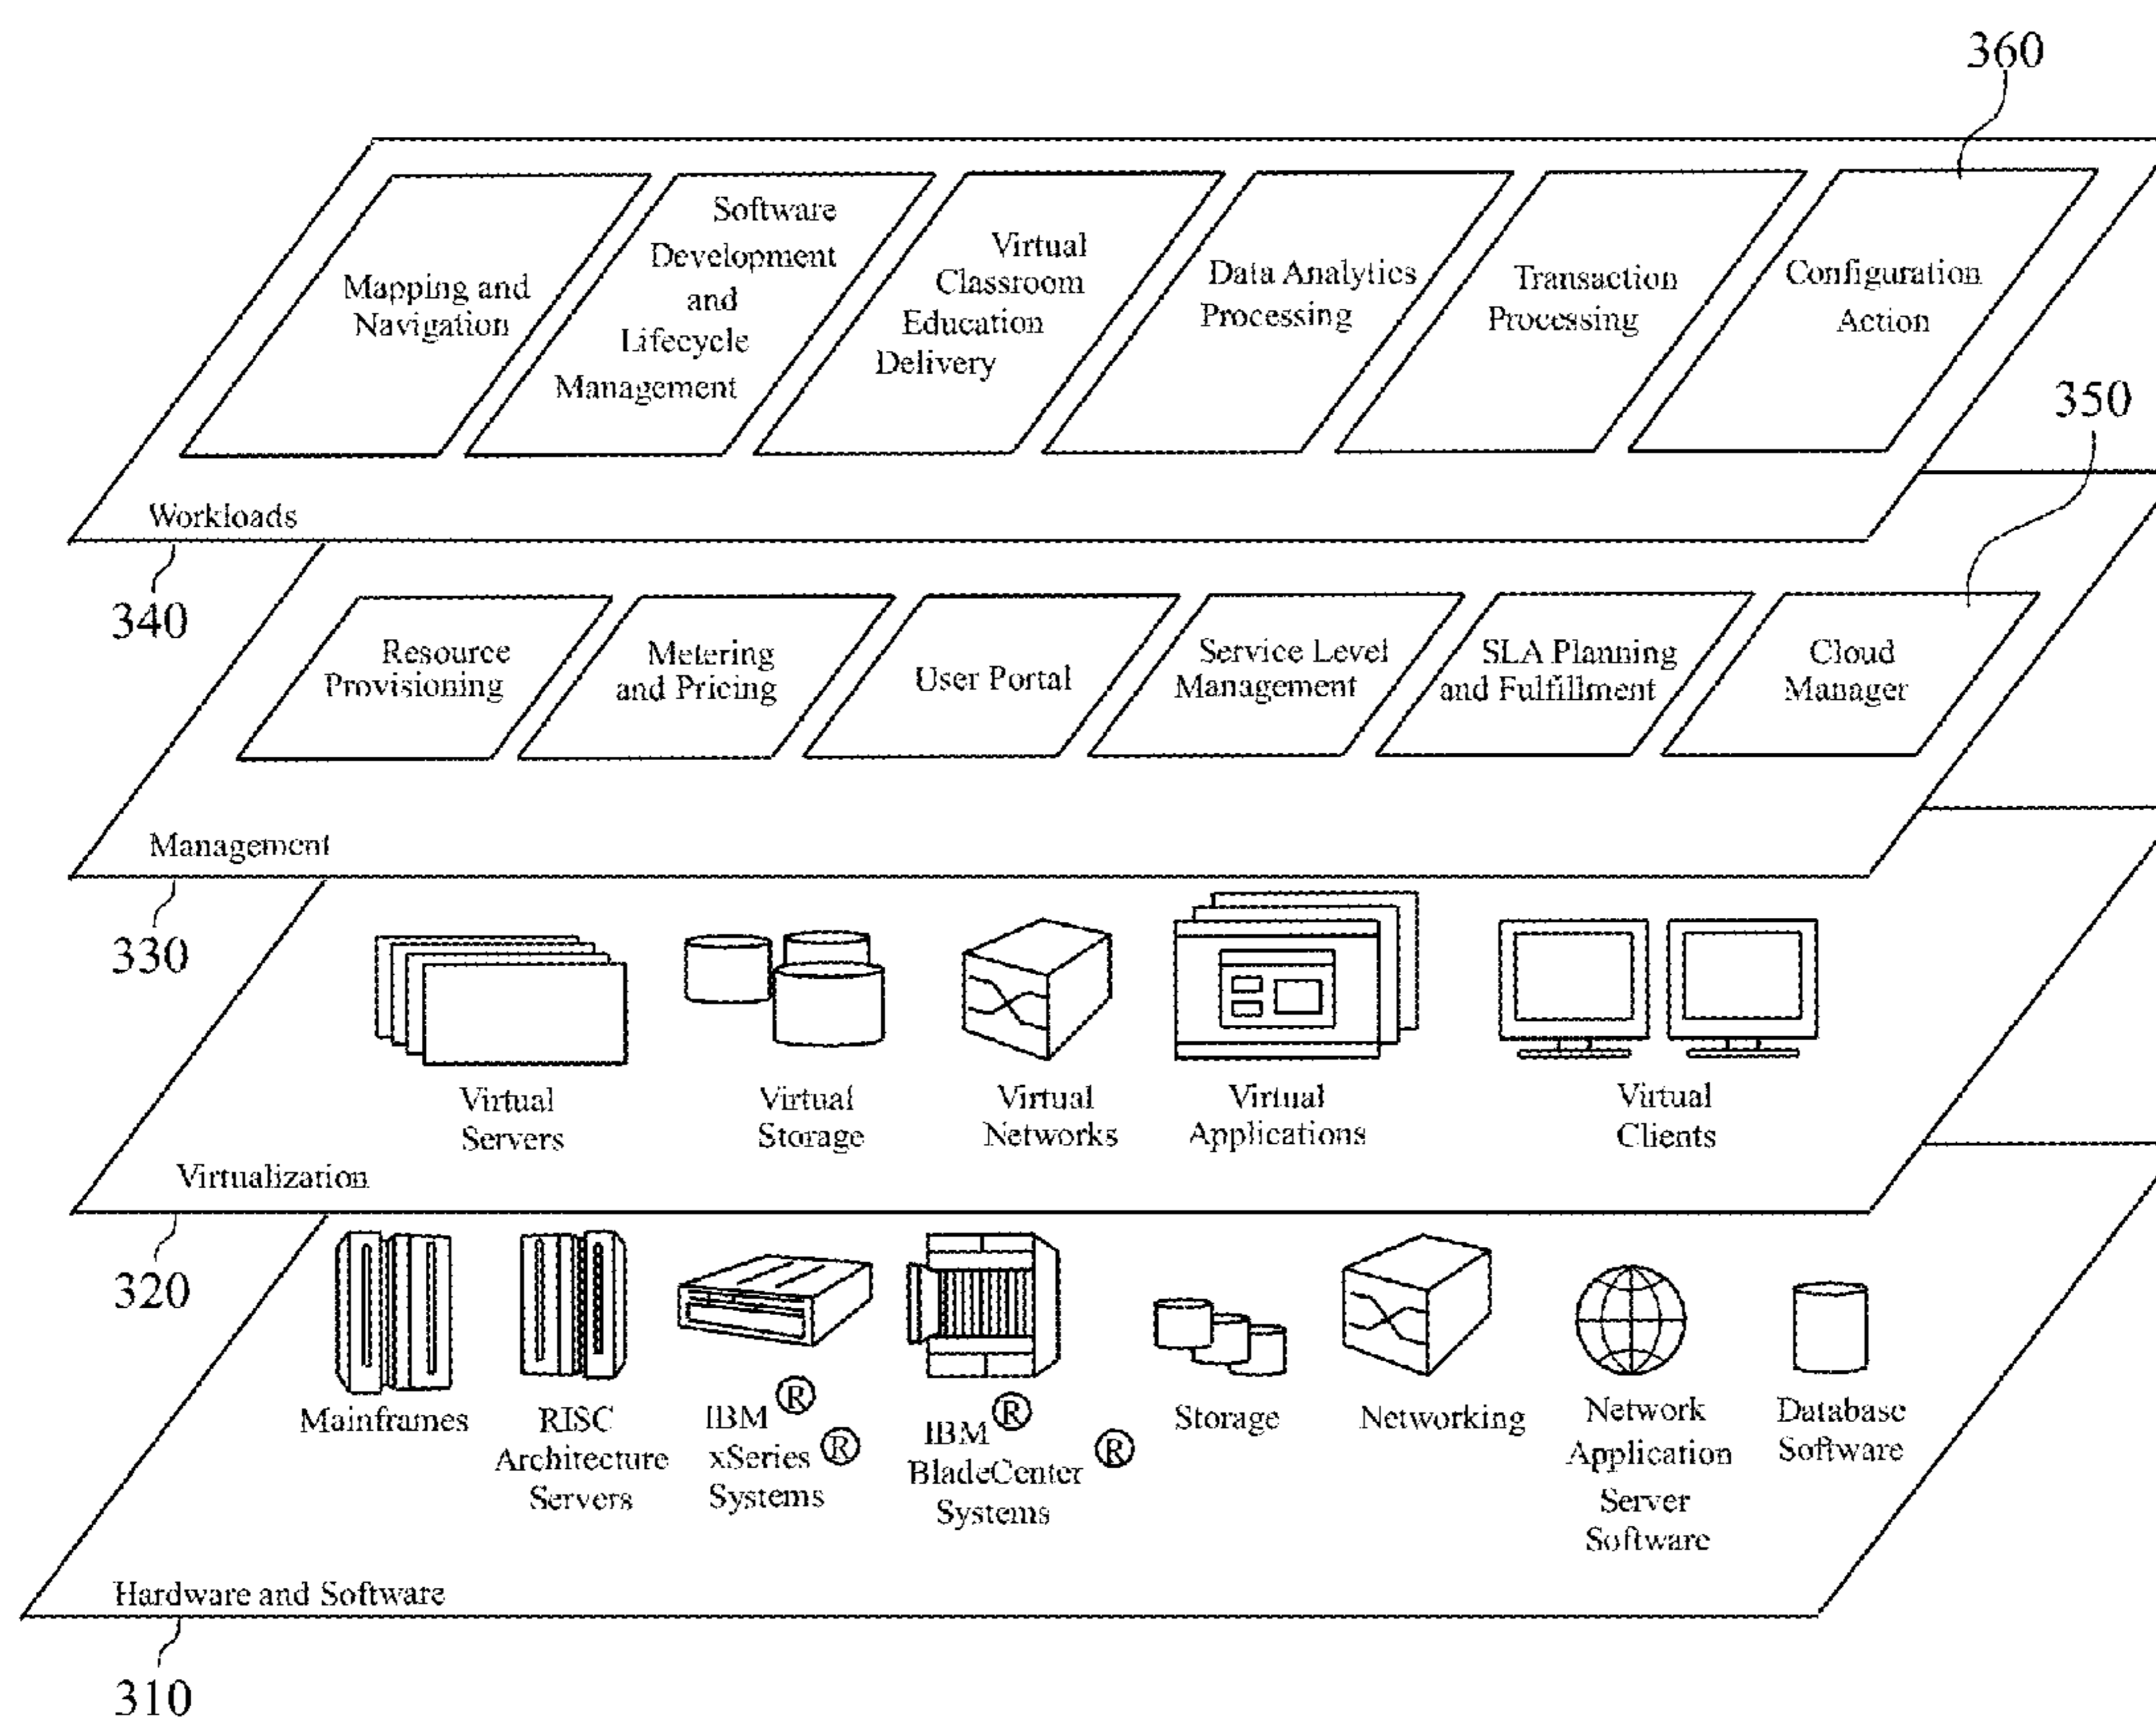 360
Mapping and
Navigation
Software
Development
and
Lifecycle
Management
Virtual
Classroom
Education
Delivery
Data Analytics
Processing
Transaction
Processing
Configuration
Action
350
Workloads
340
Resource
Provisioning
Metering
and Pricing
User Portal
Service Level
Management
SLA Planning
and Fulfillment
Cloud
Manager
Management
330
Virtual
Servers
Virtual
Storage
Virtual
Networks
Virtual
Applications
Virtual
Clients
Virtualization
320
Mainframes
RISC
Architecture
Servers
IBM ®
xSeries ®
Systems
IBM ®
BladeCenter ®
Systems
Storage
Networking
Network
Application
Server
Software
Database
Software
Hardware and Software
310